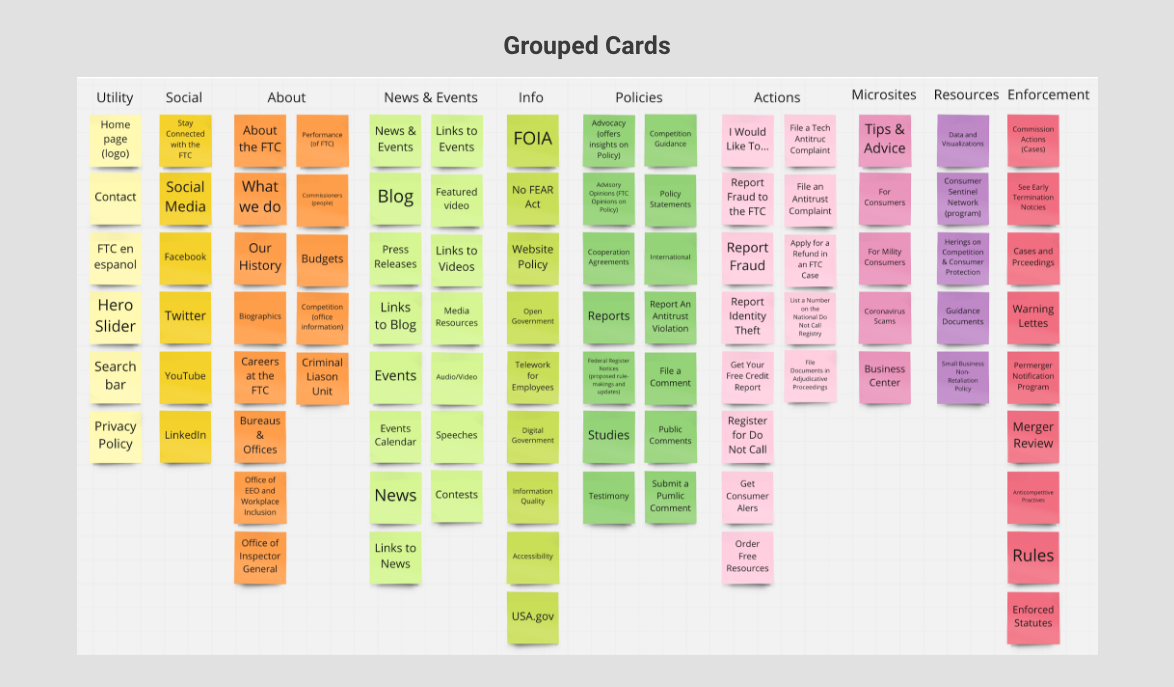 Grouped Cards
Utility
Social
About
News & Events
Info
Policies
Actions
Microsites
Resources
Enforcement
Home
page
(logo)
Contact
FTC en
espanol
Hero
Slider
Search
bar
Privacy
Policy
Stay
Connected
with the
FTC
Social
Media
Facebook
Twitter
YouTube
LinkedIn
About
the FTC
What
we do
Our
History
Biographics
Careers
at the
FTC
Bureaus
&
Offices
Office of
EEO and
Workplace
Inclusion
Office of
Inspector
General
Performance
(of FTC)
Commissioners
(people)
Budgets
Competition
(office
information)
Criminal
Liason
Unit
News &
Events
Blog
Press
Releases
Links
to Blog
Events
Events
Calendar
News
Links to
News
Links to
Events
Featured
video
Links to
Videos
Media
Resources
Audio/Video
Speeches
Contests
FOIA
No FEAR
Act
Website
Policy
Open
Government
Telework
for
Employees
Digital
Government
Information
Quality
Accessibility
USA.gov
Advocacy
(offers
insights on
Policy)
Advisory
Opinions (FTC
Opinions on
Policy)
Cooperation
Agreements
Reports
Federal Register
Notices
(proposed rule-
makings and
updates)
Studies
Testimony
Competition
Guidance
Policy
Statements
International
Report An
Antitrust
Violation
File a
Comment
Public
Comments
Submit a
Pumlic
Comment
I Would
Like To...
Report
Fraud to
the FTC
Report
Fraud
Report
Identity
Theft
Get Your
Free Credit
Report
Register
for Do
Not Call
Get
Consumer
Alers
Order
Free
Resources
File a Tech
Antitruc
Complaint
File an
Antitrust
Complaint
Apply for a
Refund in
an FTC
Case
List a Number
on the
National Do
Not Call
Registry
File
Documents in
Adjudicative
Proceedings
Tips &
Advice
For
Consumers
For Mility
Consumers
Coronavirus
Scams
Business
Center
Data and
Visualizations
Consumer
Sentinel
Network
(program)
Herings on
Competition
& Consumer
Protection
Guidance
Documents
Small Business
Non-
Retaliation
Policy
Commission
Actions
(Cases)
See Early
Termination
Notcies
Cases and
Prceedings
Warning
Lettes
Permerger
Notification
Program
Merger
Review
Anticompetitive
Practives
Rules
Enforced
Statutes